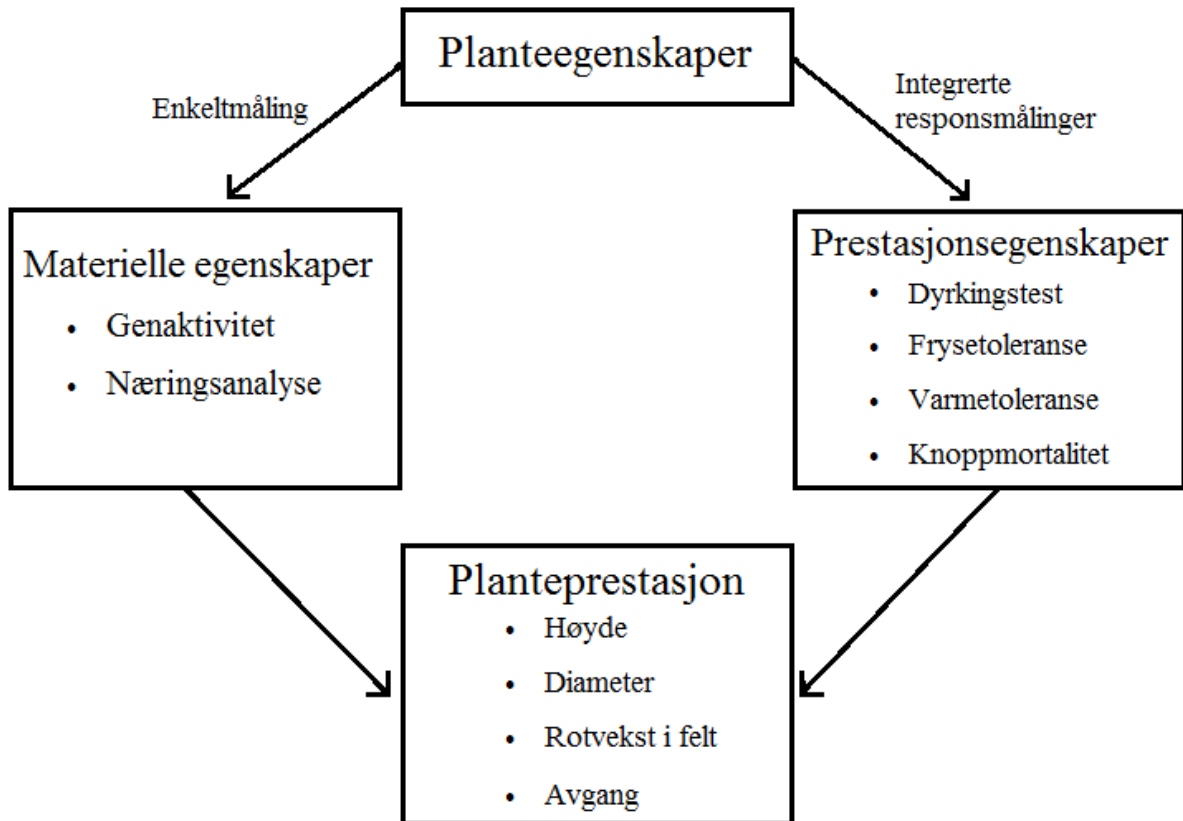 Planteegenskaper
Enkeltmåling
Integrerte
responsmålinger
Materielle egenskaper
• Genaktivitet
• Næringsanalyse
Prestasjonsegenskaper
• Dyrkingstest
• Frysetoleranse
• Varmetoleranse
• Knoppmortalitet
Planteprestasjon
• Høyde
• Diameter
• Rotvekst i felt
• Avgang